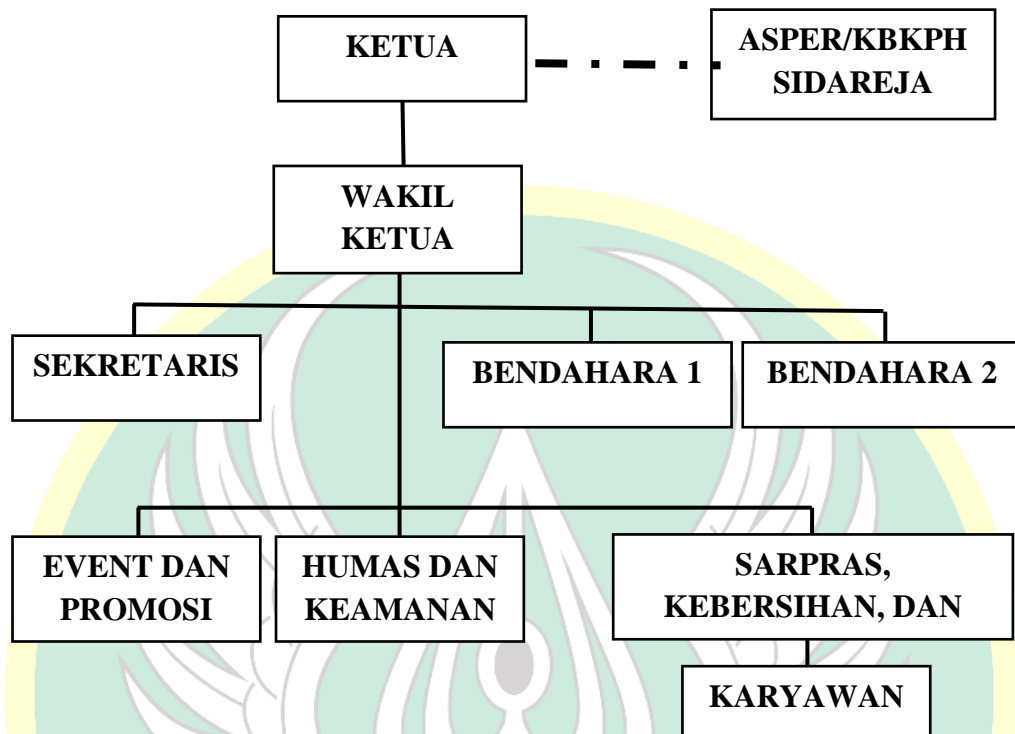 KETUA
ASPER/KBKPH
SIDAREJA
WAKIL
KETUA
SEKRETARIS
BENDAHARA 1
BENDAHARA 2
EVENT DAN
PROMOSI
HUMAS DAN
KEAMANAN
SARPRAS,
KEBERSIHAN, DAN
KARYAWAN